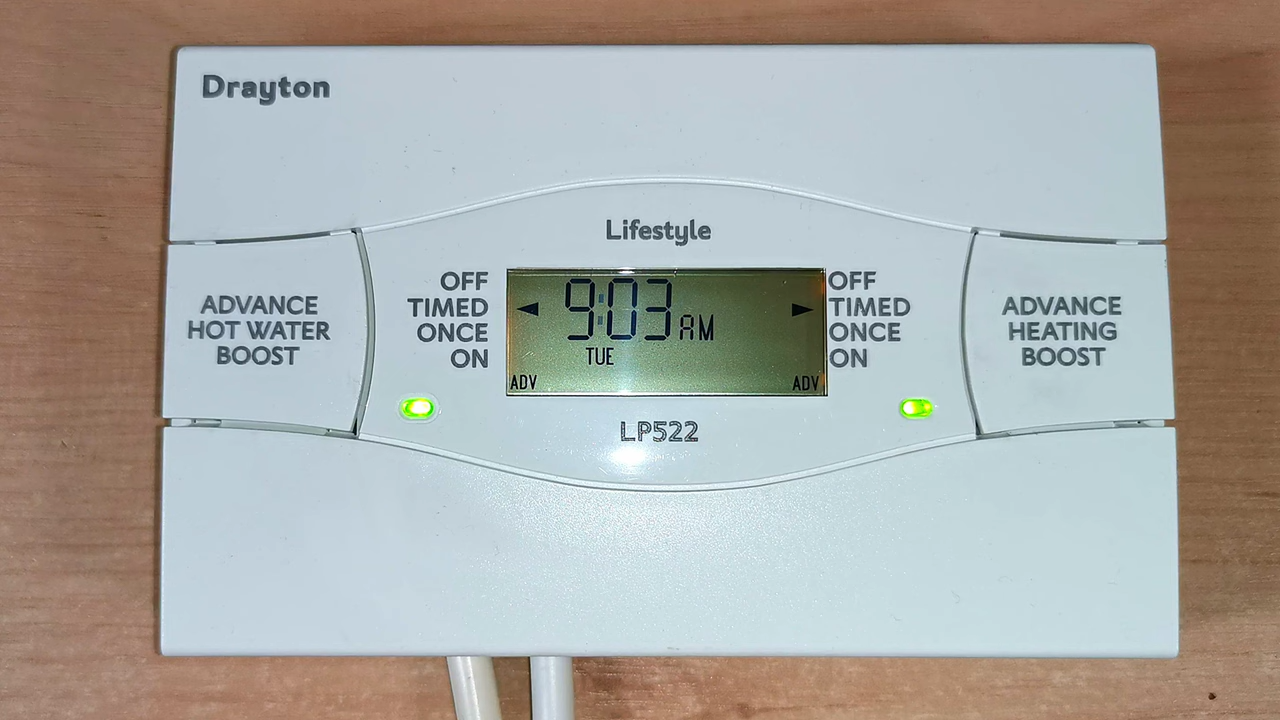 Drayton
Lifestyle
ADVANCE
HOT WATER
BOOST
OFF
TIMED
ONCE
ON
9:03 AM
TUE
ADV
ADV
OFF
TIMED
ONCE
ON
ADVANCE
HEATING
BOOST
LP522